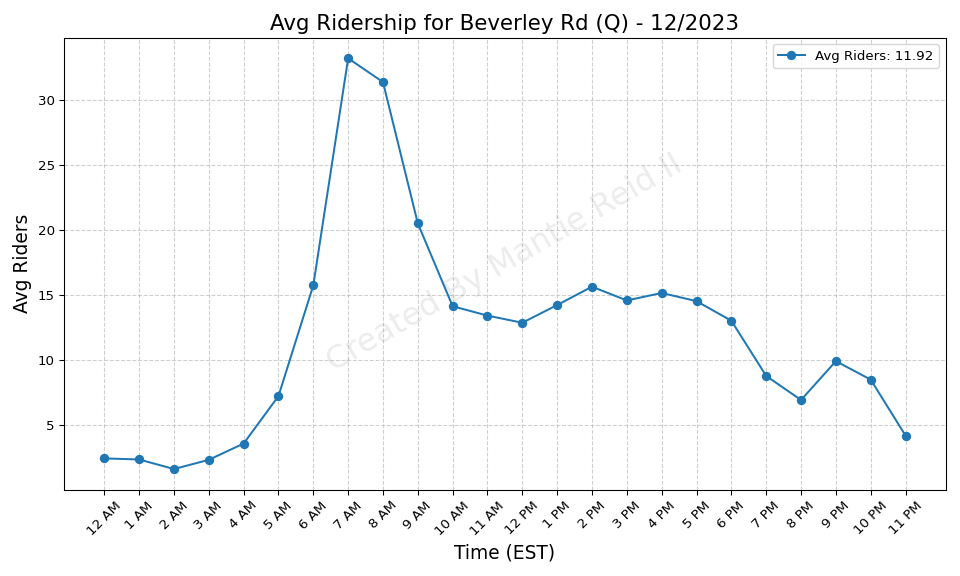 Avg Ridership for Beverley Rd (Q) - 12/2023
Avg Riders: 11.92
Avg Riders
30
25
20
15
10
5
Created By Mantie Reid II
12 AM
1 AM
2 AM
3 AM
4 AM
5 AM
6 AM
7 AM
8 AM
9 AM
10 AM
11 AM
12 PM
1 PM
2 PM
3 PM
4 PM
5 PM
6 PM
7 PM
8 PM
9 PM
10 PM
11 PM
Time (EST)